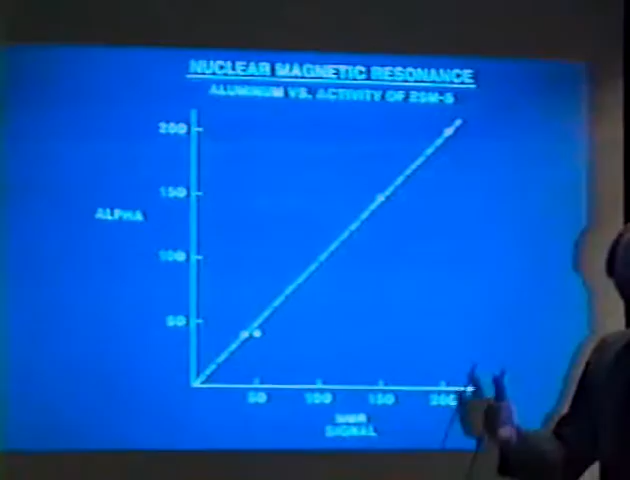 NUCLEAR MAGNETIC RESONANCE
ALUMINUM VS. ACTIVITY OF ZSM-5
200
150
ALPHA
100
50
50 100 150 200
NMR
SIGNAL